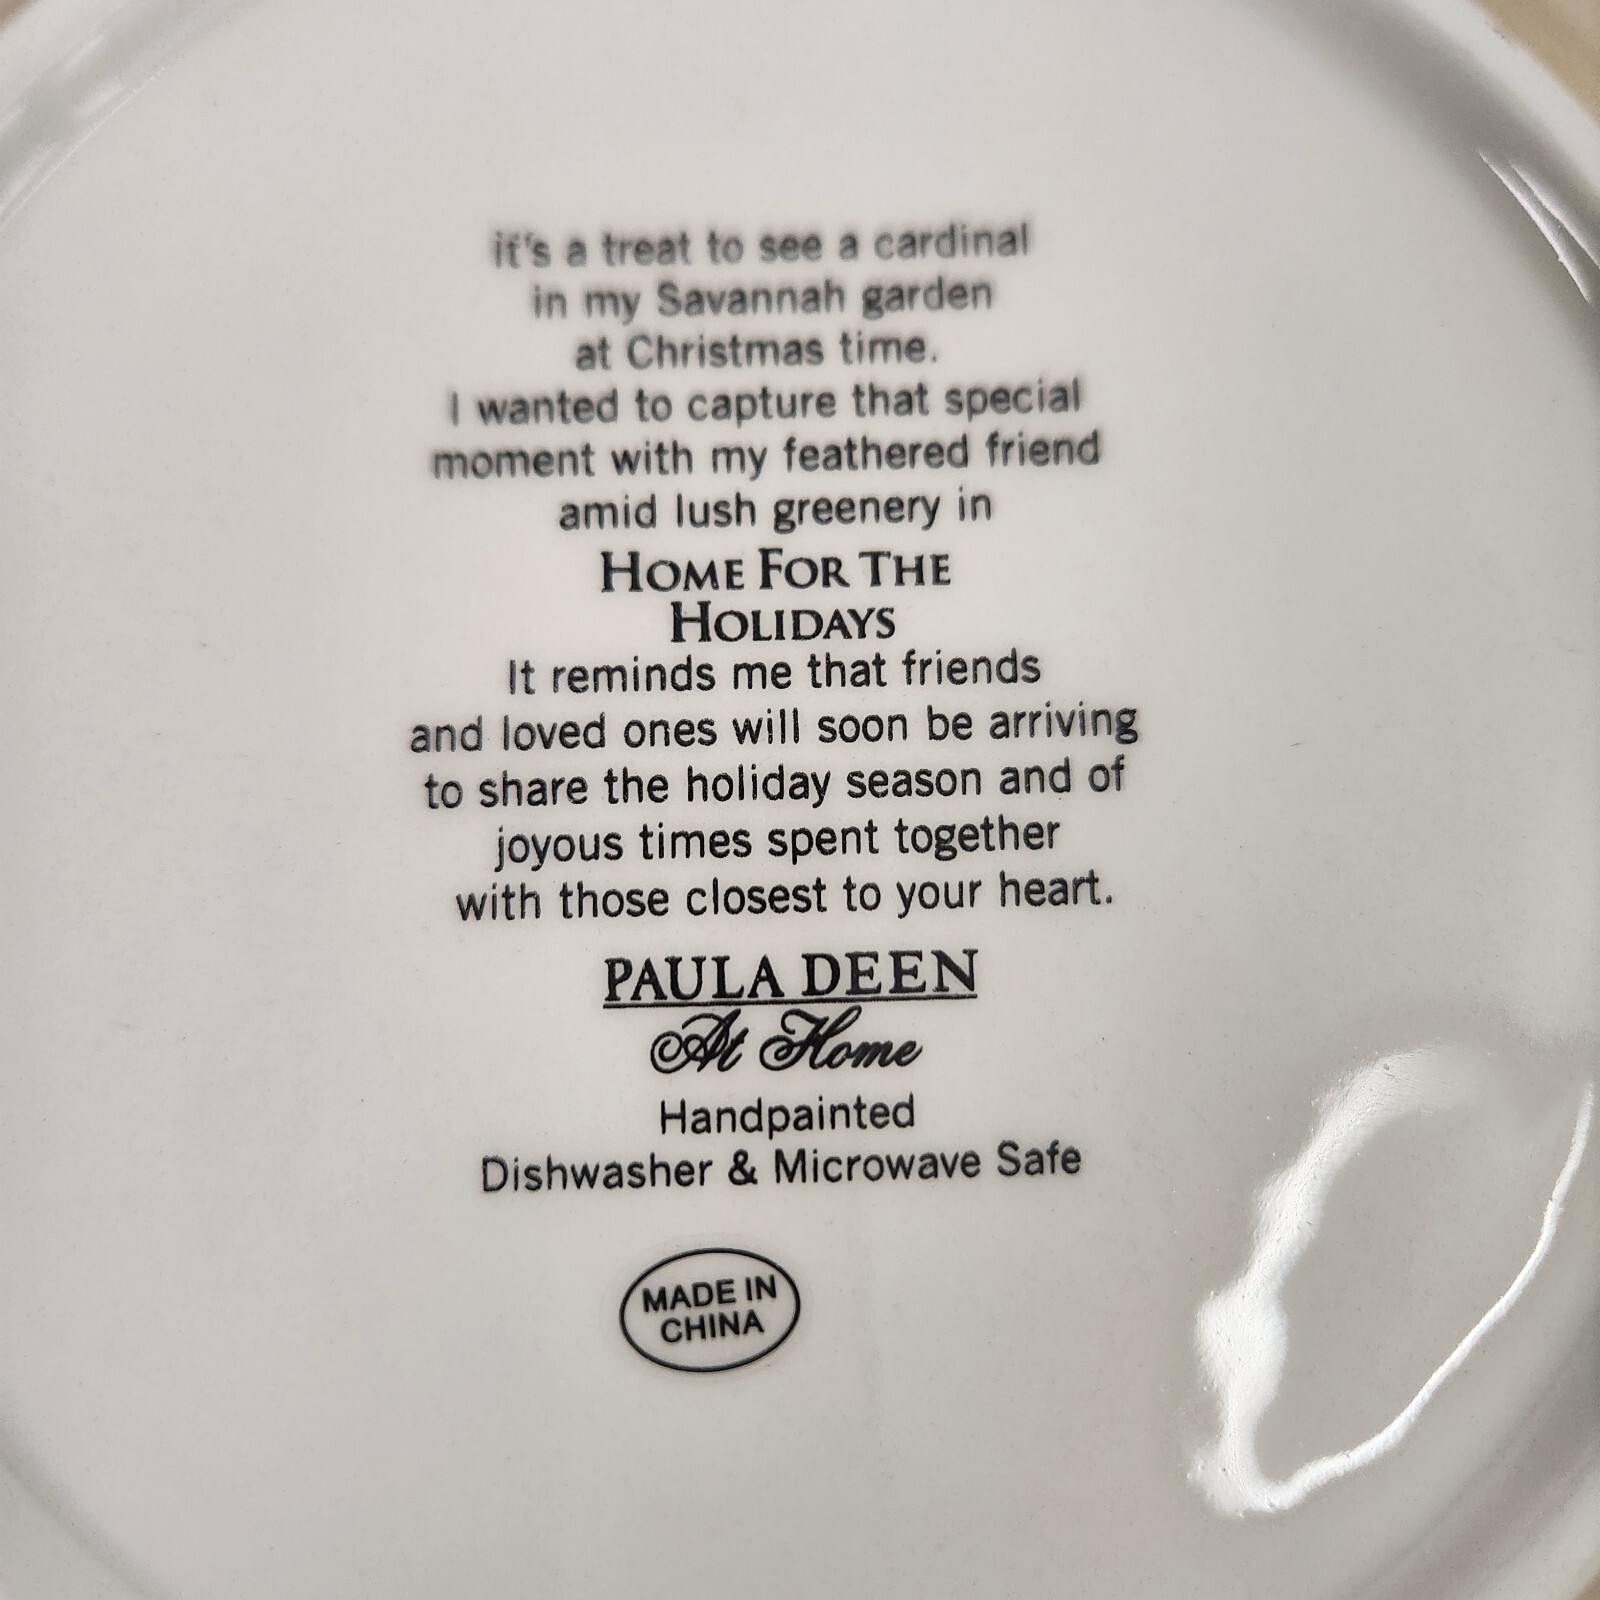 it's a treat to see a cardinal
in my Savannah garden
at Christmas time.
I wanted to capture that special
moment with my feathered friend
amid lush greenery in
HOME FOR THE
HOLIDAYS
It reminds me that friends
and loved ones will soon be arriving
to share the holiday season and of
joyous times spent together
with those closest to your heart.
PAULA DEEN
At Home
Handpainted
Dishwasher & Microwave Safe
MADE IN
CHINA